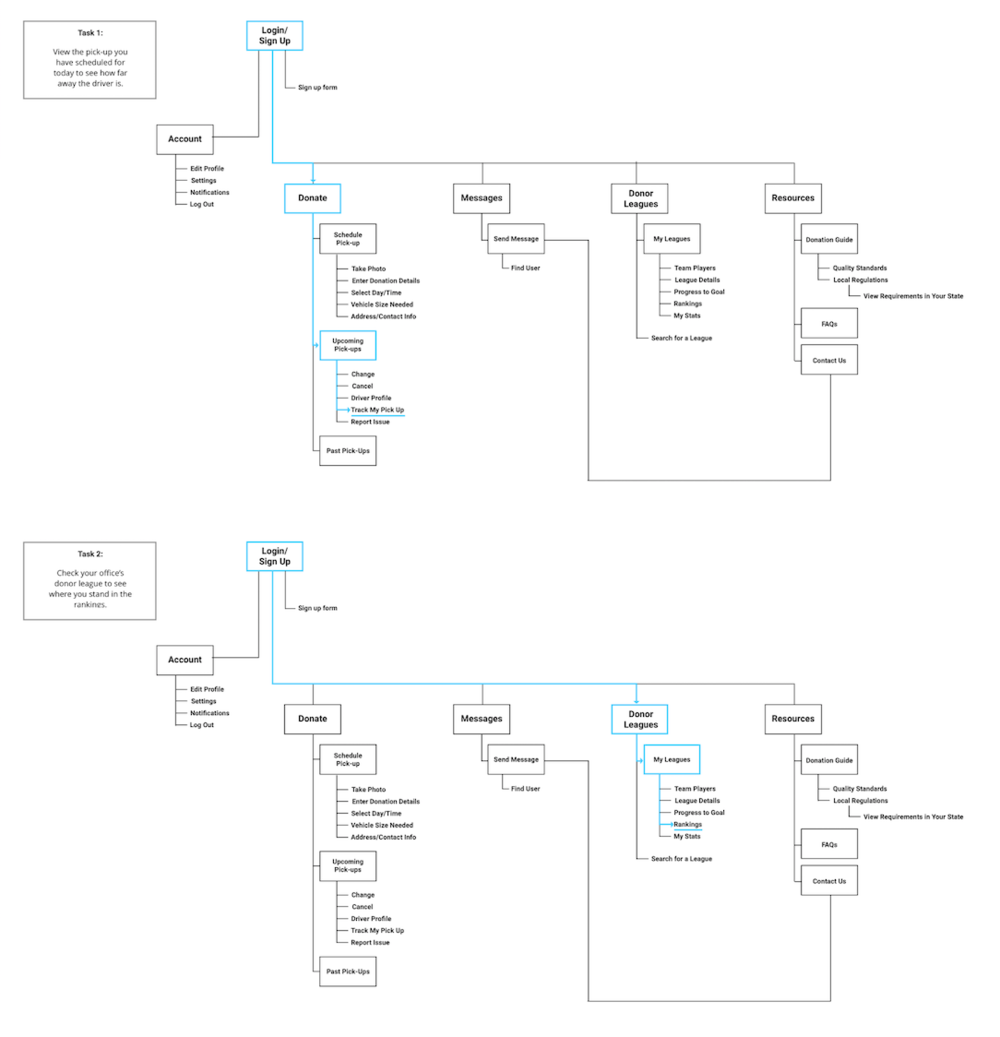 Task 1:
View the pick-up you
have scheduled for
today to see how far
away the driver is.
Login/
Sign Up
Sign up form
Account
Edit Profile
Settings
Notifications
Log Out
Donate
Schedule
Pick-up
Take Photo
Enter Donation Details
Select Day/Time
Vehicle Size Needed
Address/Contact Info
Upcoming
Pick-ups
Change
Cancel
Driver Profile
Track My Pick Up
Report Issue
Past Pick-Ups
Messages
Send Message
Find User
Donor
Leagues
My Leagues
Team Players
League Details
Progress to Goal
Rankings
My Stats
Search for a League
Resources
Donation Guide
Quality Standards
Local Regulations
View Requirements in Your State
FAQs
Contact Us
Task 2:
Check your office's
donor league to see
where you stand in the
rankings.
Login/
Sign Up
Sign up form
Account
Edit Profile
Settings
Notifications
Log Out
Donate
Schedule
Pick-up
Take Photo
Enter Donation Details
Select Day/Time
Vehicle Size Needed
Address/Contact Info
Upcoming
Pick-ups
Change
Cancel
Driver Profile
Track My Pick Up
Report Issue
Past Pick-Ups
Messages
Send Message
Find User
Donor
Leagues
My Leagues
Team Players
League Details
Progress to Goal
Rankings
My Stats
Search for a League
Resources
Donation Guide
Quality Standards
Local Regulations
View Requirements in Your State
FAQs
Contact Us